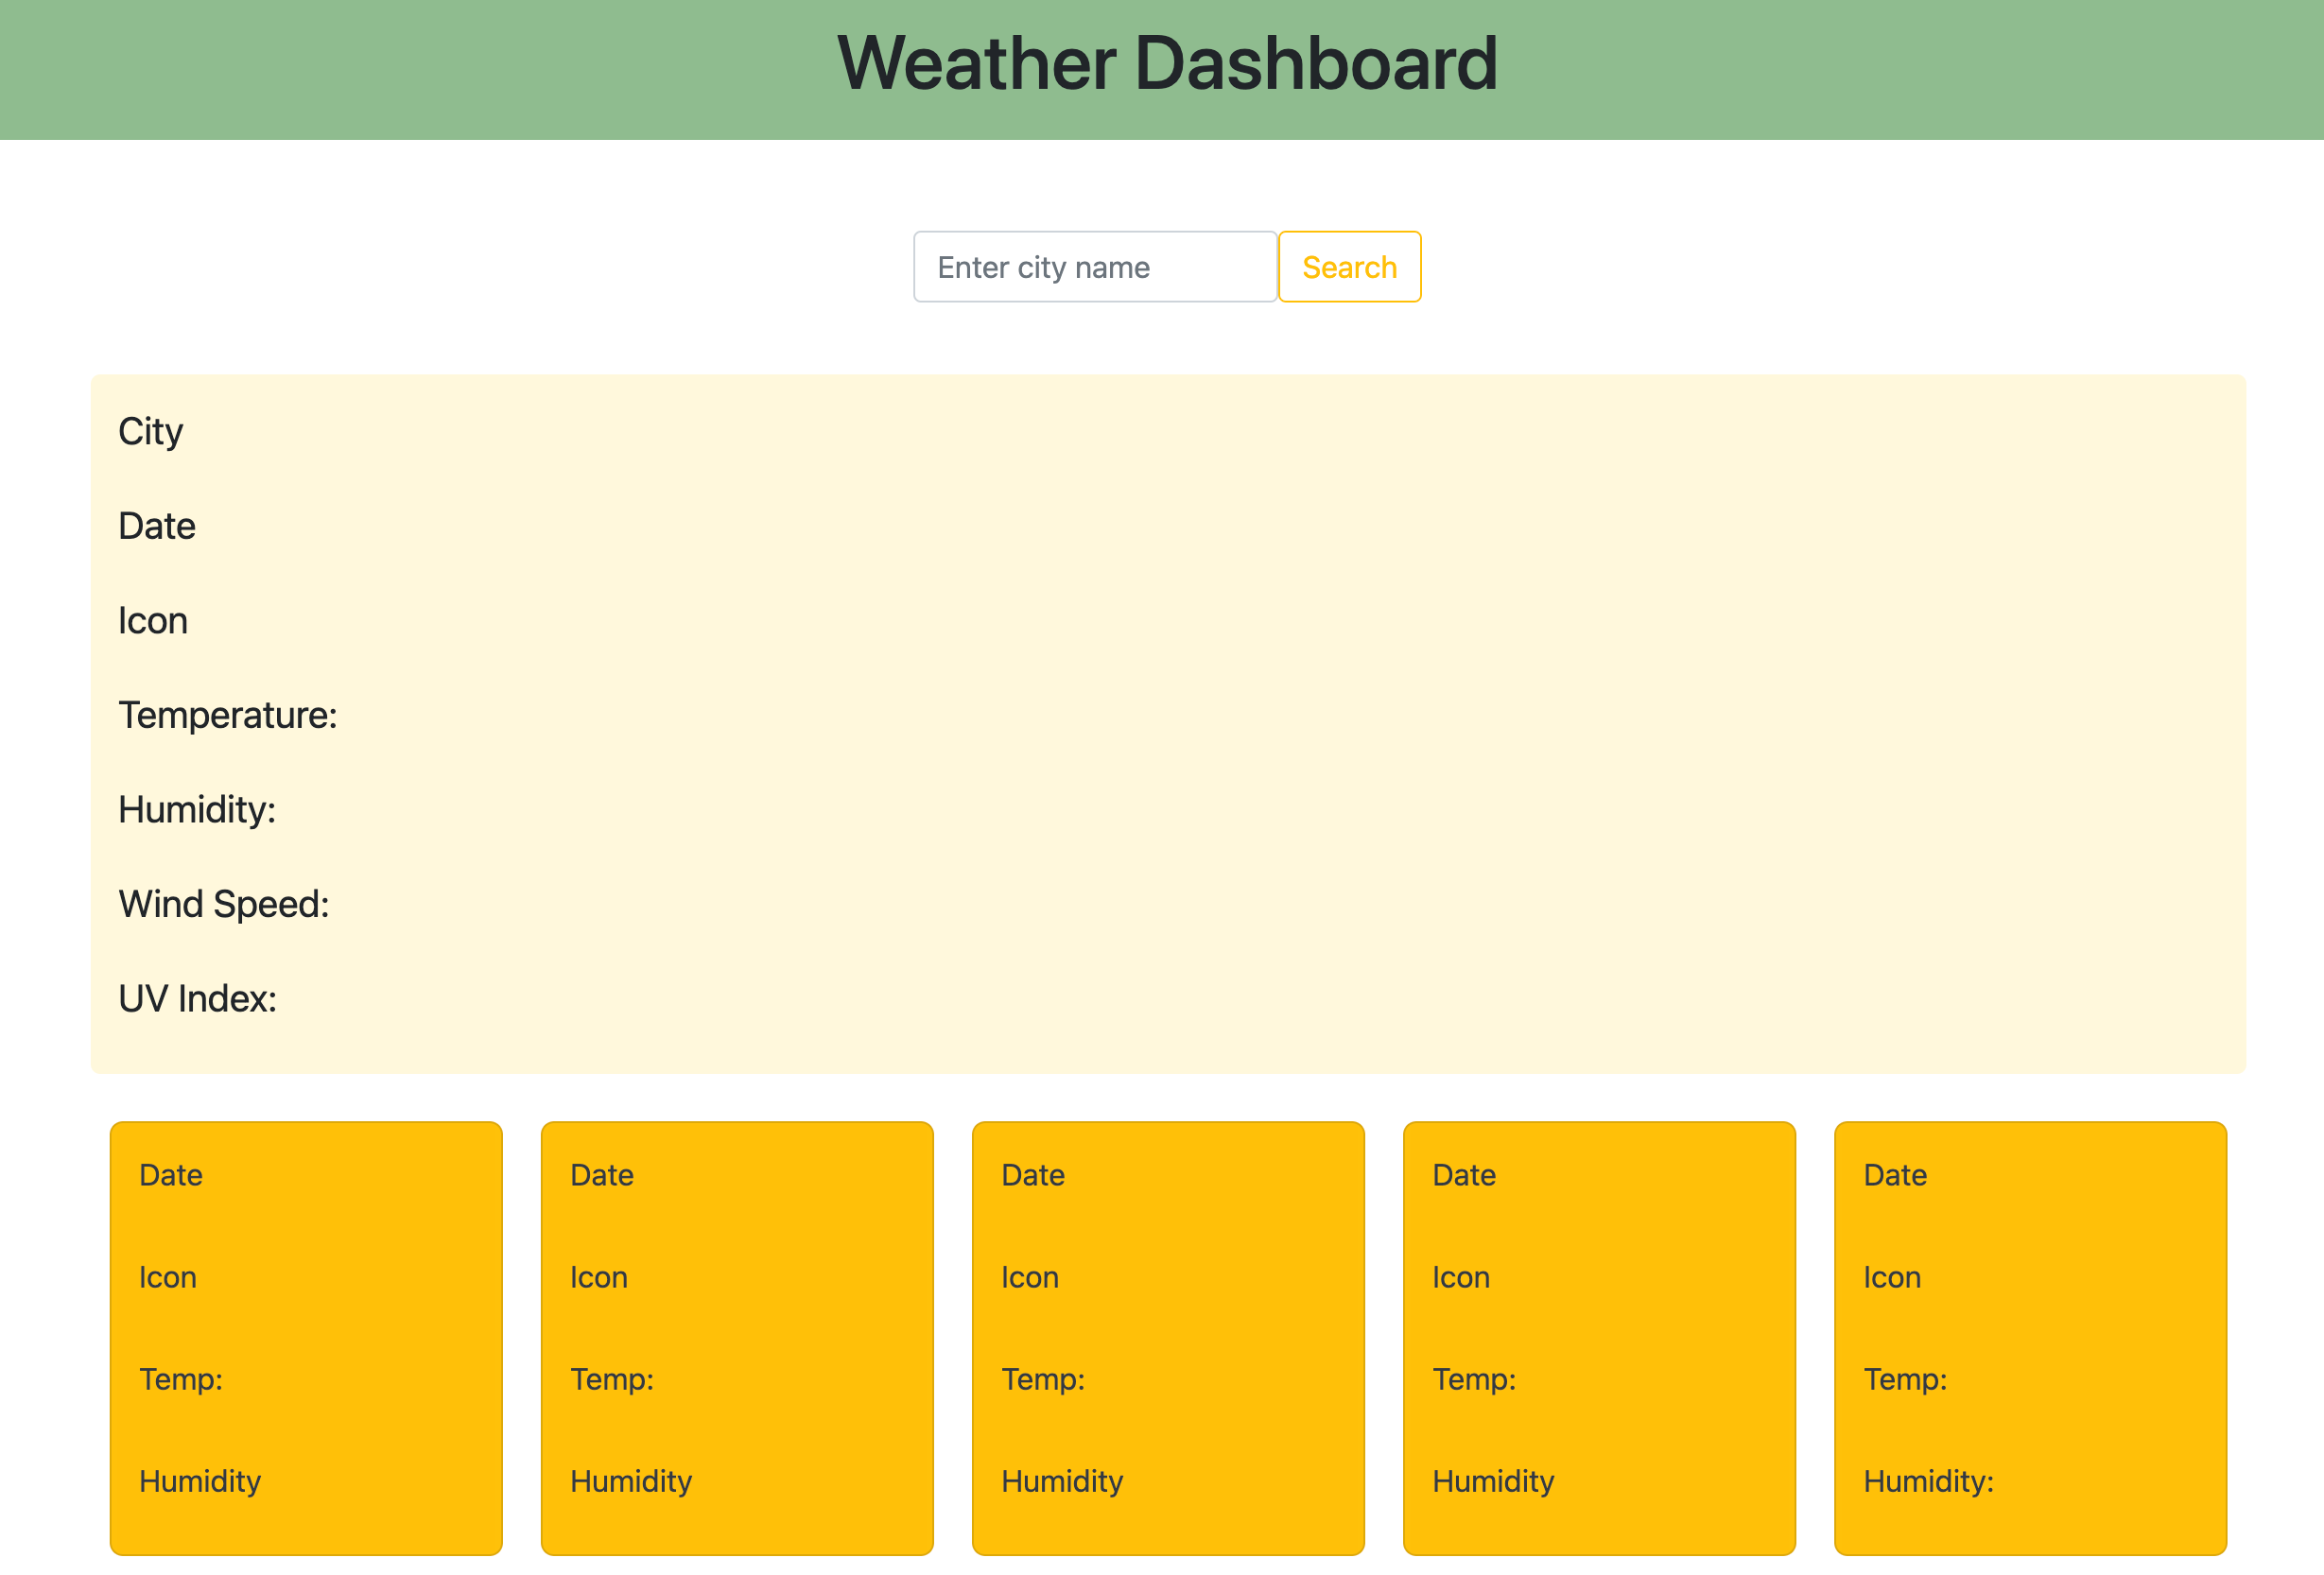 Weather Dashboard
Enter city name Search
City
Date
Icon
Temperature:
Humidity:
Wind Speed:
UV Index:
Date
Icon
Temp:
Humidity
Date
Icon
Temp:
Humidity
Date
Icon
Temp:
Humidity
Date
Icon
Temp:
Humidity
Date
Icon
Temp:
Humidity: